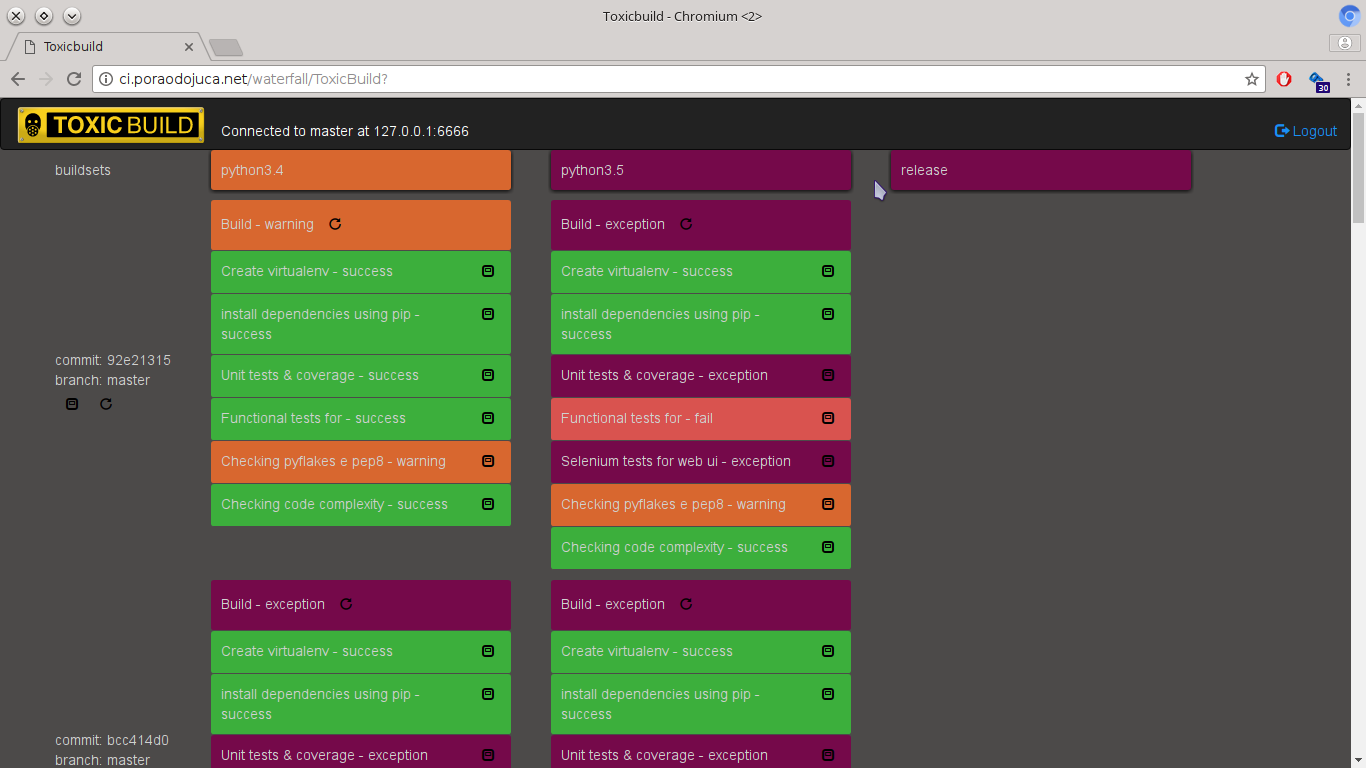 Toxicbuild - Chromium <2>
Toxicbuild
ci.poraodojuca.net/waterfall/ToxicBuild?
30
TOXIC BUILD
Connected to master at 127.0.0.1:6666
Logout
buildsets
python3.4
python3.5
release
commit: 92e21315
branch: master
Build - warning
Create virtualenv - success
install dependencies using pip -
success
Unit tests & coverage - success
Functional tests for - success
Checking pyflakes e pep8 - warning
Checking code complexity - success
Build - exception
Create virtualenv - success
install dependencies using pip -
success
Unit tests & coverage - exception
Functional tests for - fail
Selenium tests for web ui - exception
Checking pyflakes e pep8 - warning
Checking code complexity - success
commit: bcc414d0
branch: master
Build - exception
Create virtualenv - success
install dependencies using pip -
success
Unit tests & coverage - exception
Build - exception
Create virtualenv - success
install dependencies using pip -
success
Unit tests & coverage - exception